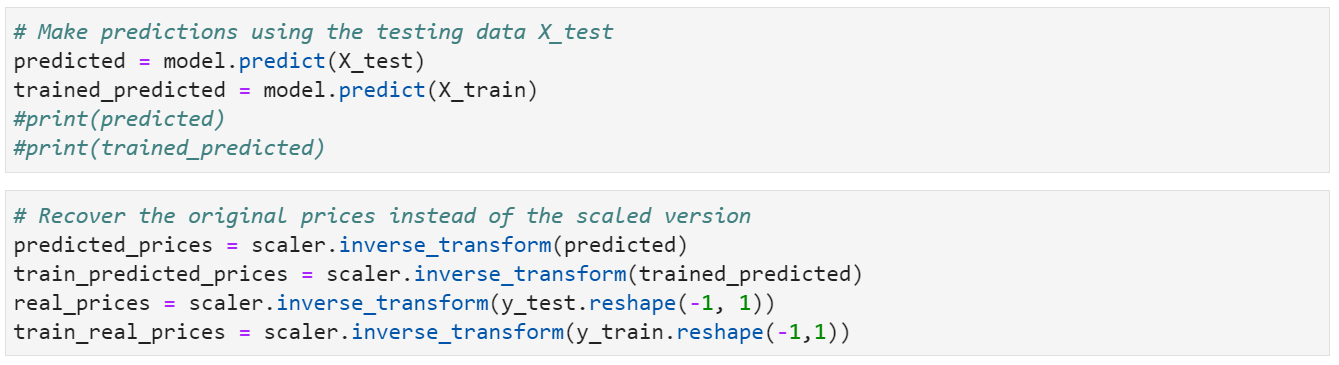 # Make predictions using the testing data X_test
predicted = model.predict(X_test)
trained_predicted = model.predict(X_train)
#print(predicted)
#print(trained_predicted)
# Recover the original prices instead of the scaled version
predicted_prices = scaler.inverse_transform(predicted)
train_predicted_prices = scaler.inverse_transform(trained_predicted)
real_prices = scaler.inverse_transform(y_test.reshape(-1, 1))
train_real_prices = scaler.inverse_transform(y_train.reshape(-1,1))